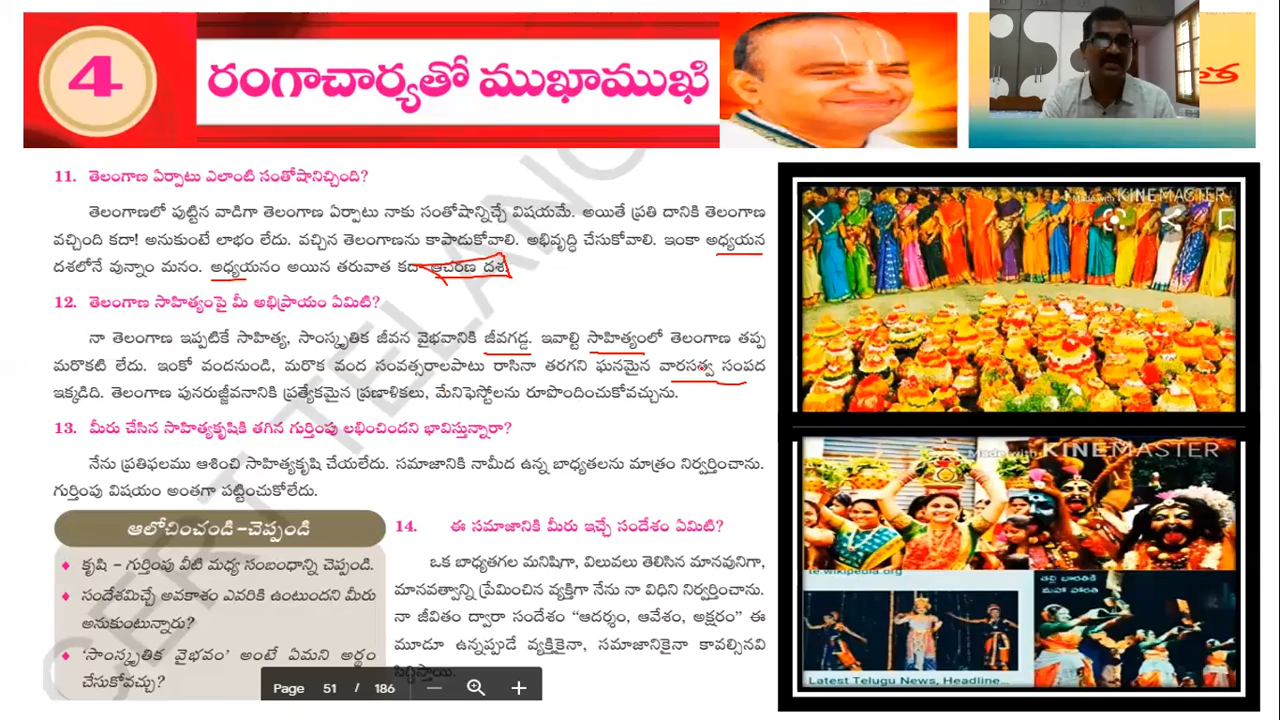 4
రంగాచార్యతో ముఖాముఖి
త
11. తెలంగాణ ఏర్పాటు ఎలాంటి సంతోషానిచ్చింది?
తెలంగాణలో పుట్టిన వాడిగా తెలంగాణ ఏర్పాటు నాకు సంతోషాన్నిచ్చే విషయమే. అయితే ప్రతి దానికి తెలంగాణ
వచ్చింది కదా! అనుకుంటే లాభం లేదు. వచ్చిన తెలంగాణను కాపాడుకోవాలి. అభివృద్ధి చేసుకోవాలి. ఇంకా అధ్యయన
దశలోనే వున్నాం మనం. అధ్యయనం అయిన తరువాత కదా ఆచరణ దశ.
12. తెలంగాణ సాహిత్యంపై మీ అభిప్రాయం ఏమిటి?
నా తెలంగాణ ఇప్పటికే సాహిత్య, సాంస్కృతిక జీవన వైభవానికి జీవగడ్డ. ఇవాల్టి సాహిత్యంలో తెలంగాణ తప్ప
మరొకటి లేదు. ఇంకో వందనుండి, మరొక వంద సంవత్సరాలపాటు రాసినా తరగని ఘనమైన వారసత్వ సంపద
ఇక్కడిది. తెలంగాణ పునరుజ్జీవనానికి ప్రత్యేకమైన ప్రణాళికలు, మేనిఫెస్టోలను రూపొందించుకోవచ్చును.
13. మీరు చేసిన సాహిత్యకృషికి తగిన గుర్తింపు లభించిందని భావిస్తున్నారా?
నేను ప్రతిఫలము ఆశించి సాహిత్యకృషి చేయలేదు. సమాజానికి నామీద ఉన్న బాధ్యతలను మాత్రం నిర్వర్తించాను.
గుర్తింపు విషయం అంతగా పట్టించుకోలేదు.
ఆలోచించండి-చెప్పండి
♦ కృషి - గుర్తింపు వీటి మధ్య సంబంధాన్ని చెప్పండి.
♦ సందేశమిచ్చే అవకాశం ఎవరికి ఉంటుందని మీరు
అనుకుంటున్నారు?
♦ 'సాంస్కృతిక వైభవం' అంటే ఏమని అర్థం
చేసుకోవచ్చు?
14. ఈ సమాజానికి మీరు ఇచ్చే సందేశం ఏమిటి?
ఒక బాధ్యతగల మనిషిగా, విలువలు తెలిసిన మానవునిగా,
మానవత్వాన్ని ప్రేమించిన వ్యక్తిగా నేను నా విధిని నిర్వర్తించాను.
నా జీవితం ద్వారా సందేశం "ఆదర్శం, ఆవేశం, అక్షరం" ఈ
మూడూ ఉన్నప్పుడే వ్యక్తికైనా, సమాజానికైనా కావల్సినవి
సిద్ధిస్తాయి.
Page 51 / 186
Made with KINEMASTER
Made with KINEMASTER
te.wikipedia.org
తల్లి భారతికి
మహా హారతి
Latest Telugu News, Headline...